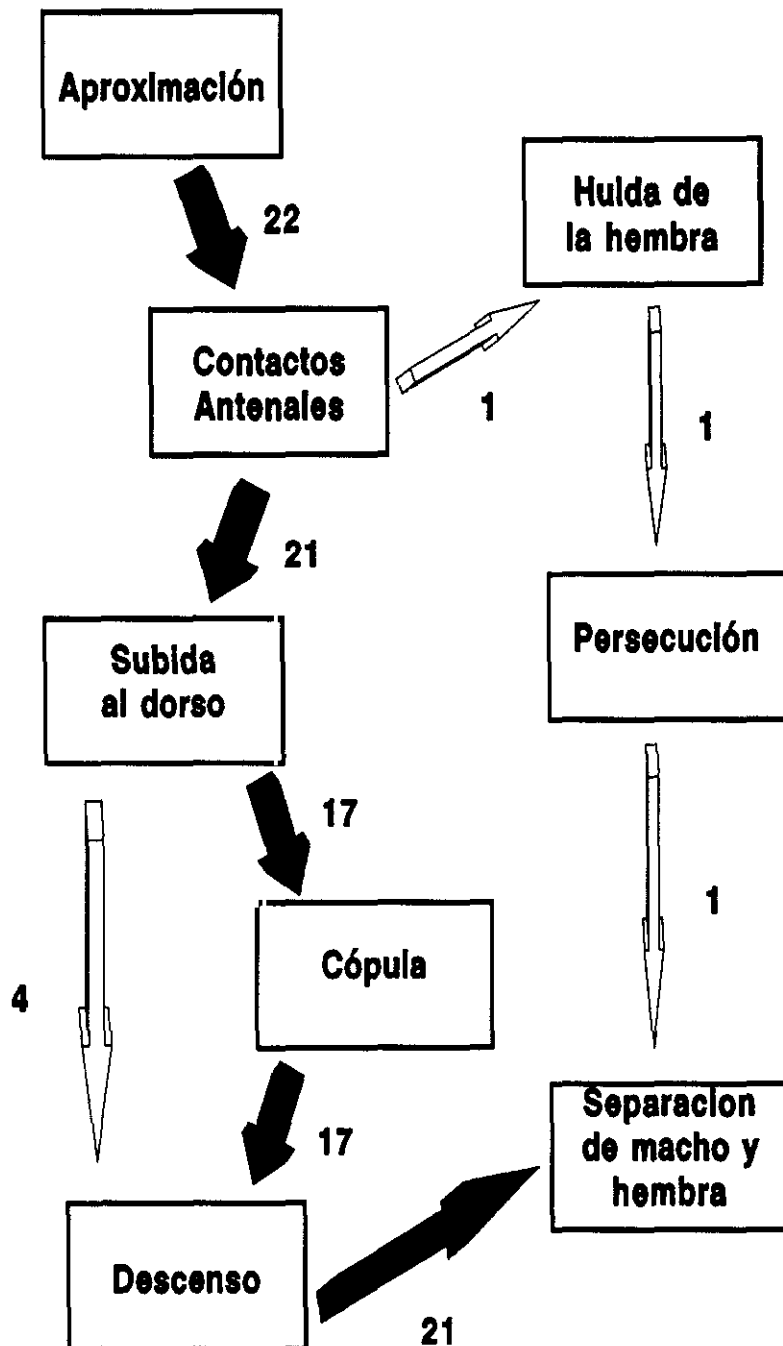 Aproximación
22
Huida de
la hembra
Contactos
Antenales
1
1
21
Subida
al dorso
Persecución
17
1
Cópula
4
17
Separacion
de macho y
hembra
Descenso
21